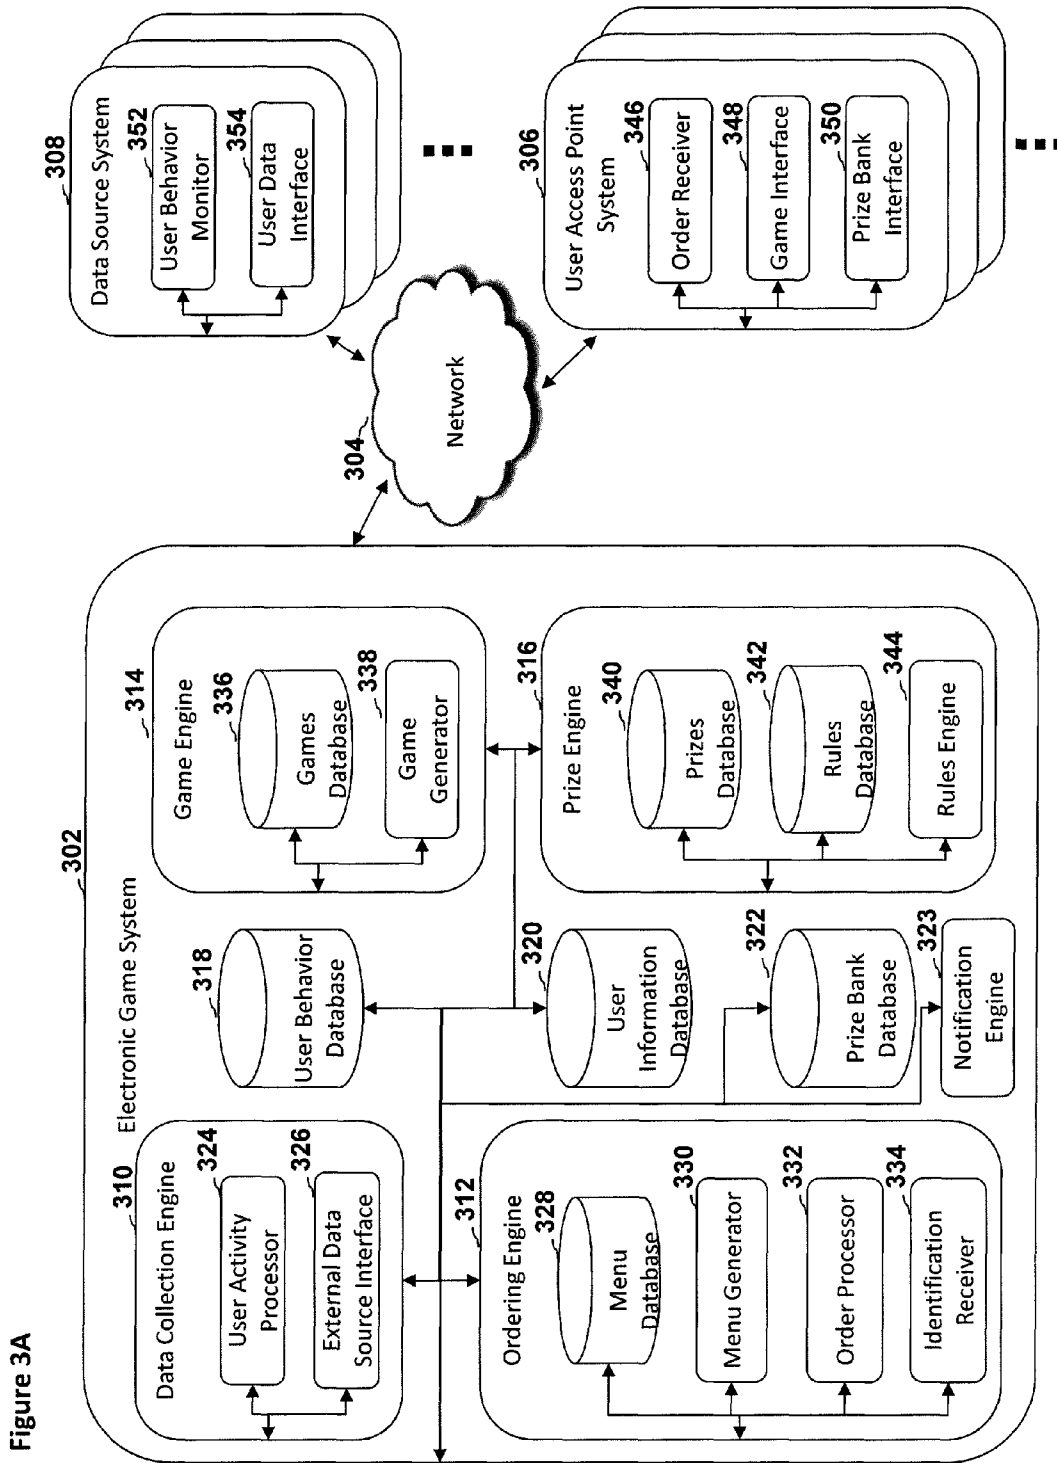 Figure 3A
302
Electronic Game System
310
Data Collection Engine
324
User Activity
Processor
326
External Data
Source Interface
312
Ordering Engine
328
Menu
Database
330
Menu Generator
332
Order Processor
334
Identification
Receiver
318
User Behavior
Database
320
User
Information
Database
322
Prize Bank
Database
323
Notification
Engine
314
Game Engine
336
Games
Database
338
Game
Generator
316
Prize Engine
340
Prizes
Database
342
Rules
Database
344
Rules Engine
304
Network
308
Data Source System
352
User Behavior
Monitor
354
User Data
Interface
306
User Access Point
System
346
Order Receiver
348
Game Interface
350
Prize Bank
Interface